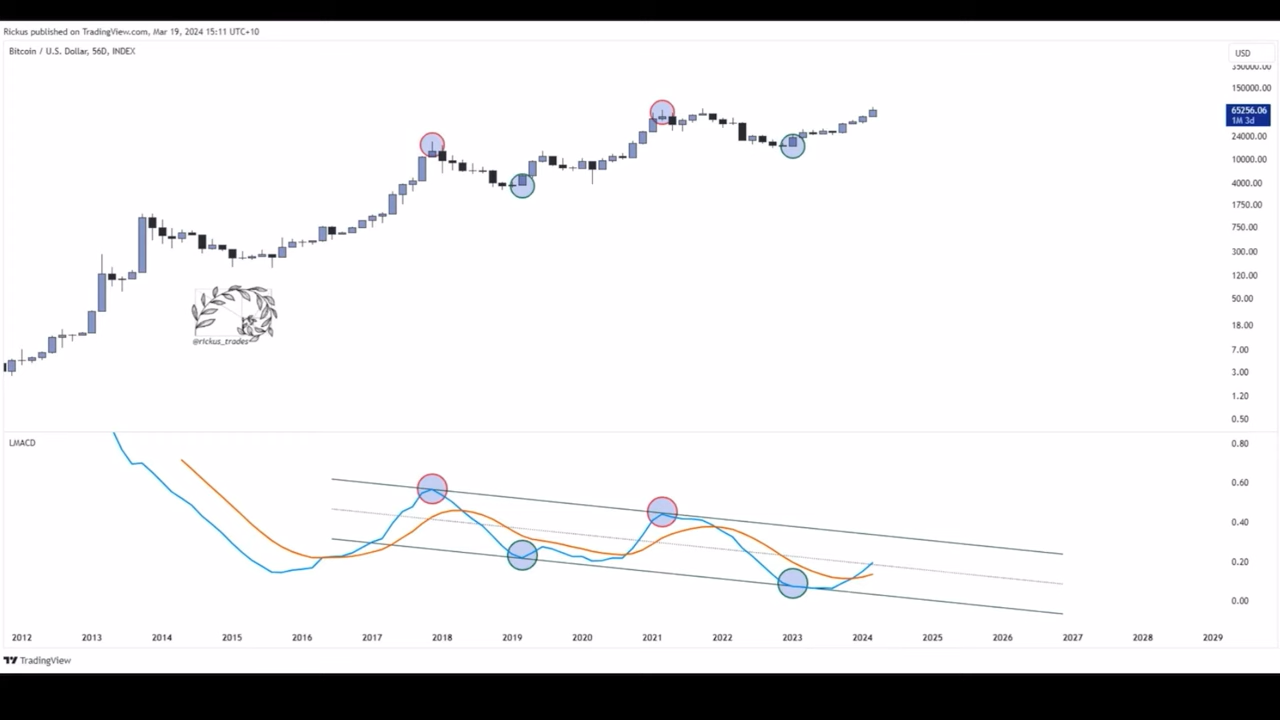 Rickus published on TradingView.com, Mar 19, 2024 15:11 UTC+10
Bitcoin / U.S. Dollar, 56D, INDEX
USD
350000.00
150000.00
65256.06
1M 3d
24000.00
10000.00
4000.00
1750.00
750.00
300.00
120.00
50.00
18.00
7.00
3.00
1.20
0.50
@rickus_trades
LMACD
0.80
0.60
0.40
0.20
0.00
2012 2013 2014 2015 2016 2017 2018 2019 2020 2021 2022 2023 2024 2025 2026 2027 2028 2029
TradingView